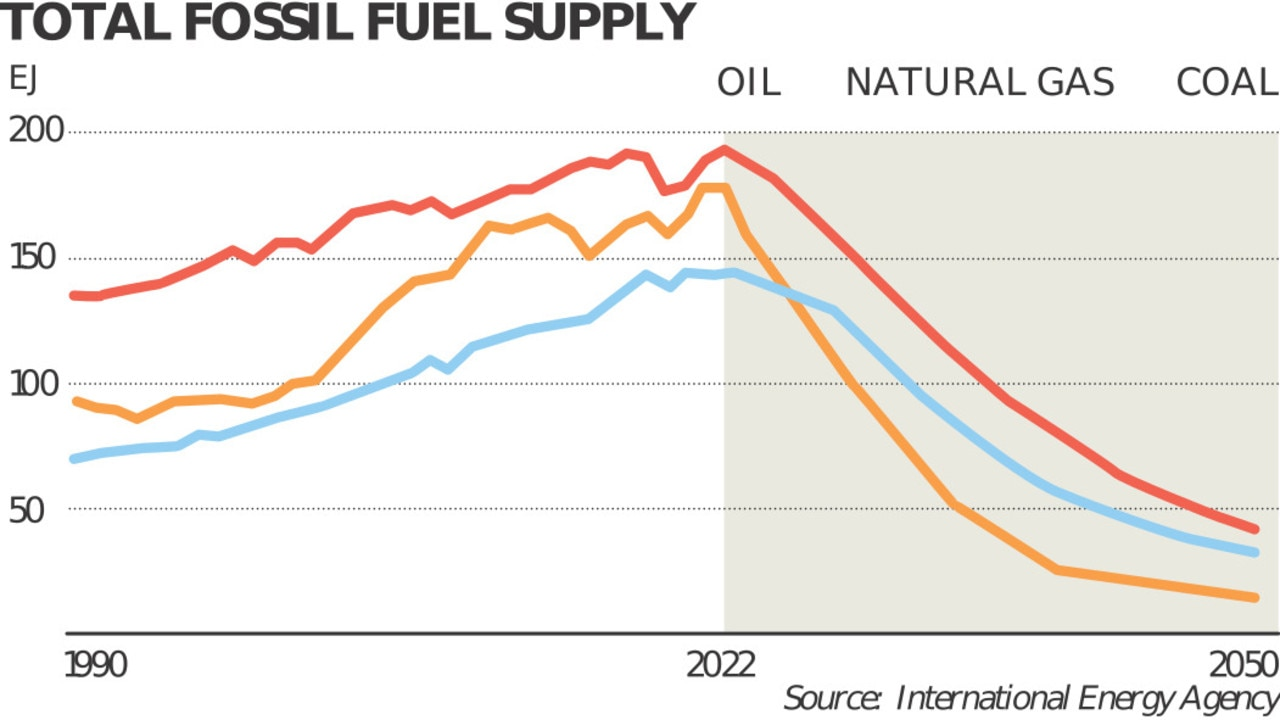 TOTAL FOSSIL FUEL SUPPLY
EJ
OIL NATURAL GAS COAL
200
150
100
50
1990 2022 2050
Source: International Energy Agency